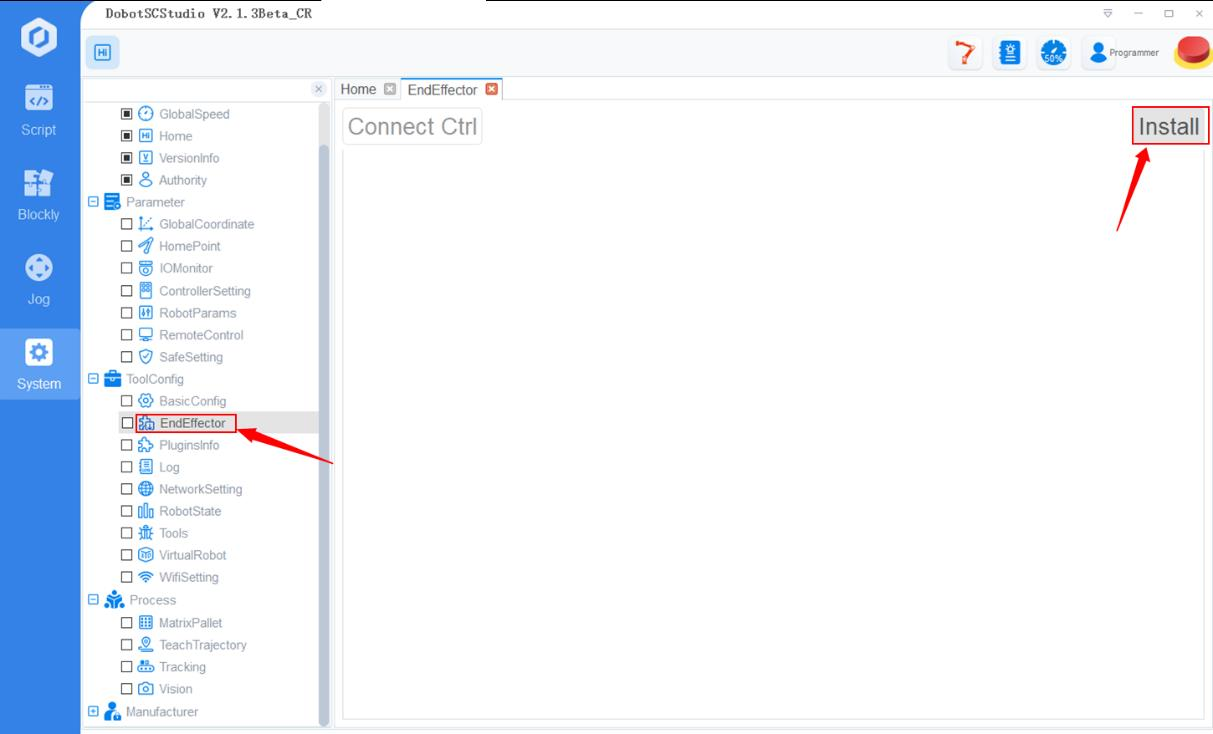 DobotSCStudio V2.1.3Beta_CR
Hi
50%
Programmer
Script
Blockly
Jog
System
GlobalSpeed
Home
VersionInfo
Authority
Parameter
GlobalCoordinate
HomePoint
IOMonitor
ControllerSetting
RobotParams
RemoteControl
SafeSetting
ToolConfig
BasicConfig
EndEffector
PluginsInfo
Log
NetworkSetting
RobotState
Tools
VirtualRobot
WifiSetting
Process
MatrixPallet
TeachTrajectory
Tracking
Vision
Manufacturer
Home
EndEffector
Connect Ctrl
Install